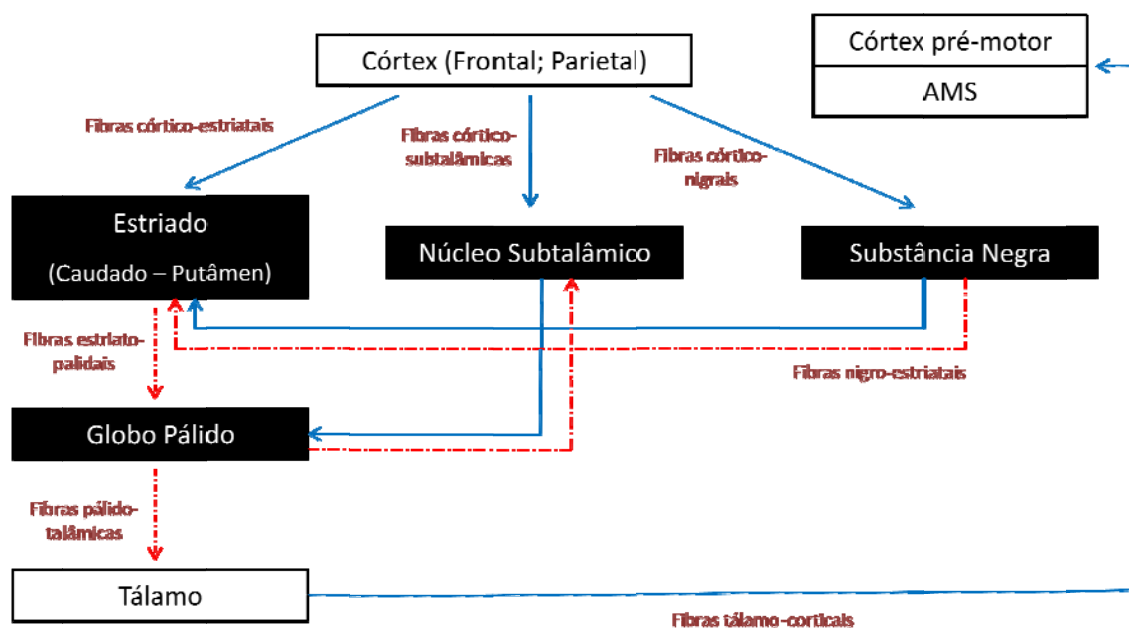 Córtex (Frontal; Parietal)
Córtex pré-motor
AMS
Fibras córtico-estriatais
Fibras córtico-
subtalâmicas
Fibras córtico-
nigrais
Estriado
(Caudado – Putâmen)
Núcleo Subtalâmico
Substância Negra
Fibras estriato-
palidais
Fibras nigro-estriatais
Globo Pálido
Fibras pálido-
talâmicas
Tálamo
Fibras tálamo-corticais